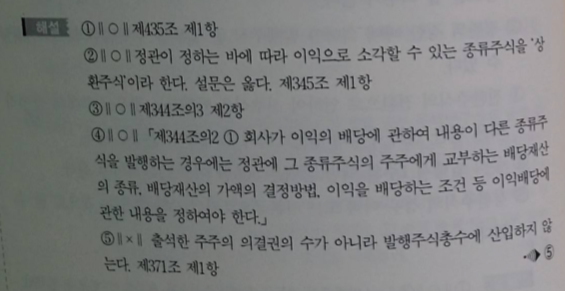 해설 ①∥○∥제435조 제1항
②∥○∥정관이 정하는 바에 따라 이익으로 소각할 수 있는 종류주식을 '상
환주식'이라 한다. 설문은 옳다. 제345조 제1항
③∥○∥제344조의3 제2항
④∥○∥「제344조의2 ① 회사가 이익의 배당에 관하여 내용이 다른 종류주
식을 발행하는 경우에는 정관에 그 종류주식의 주주에게 교부하는 배당재산
의 종류, 배당재산의 가액의 결정방법, 이익을 배당하는 조건 등 이익배당에
관한 내용을 정하여야 한다.」
⑤∥×∥ 출석한 주주의 의결권의 수가 아니라 발행주식총수에 산입하지 않
는다. 제371조 제1항
⑤